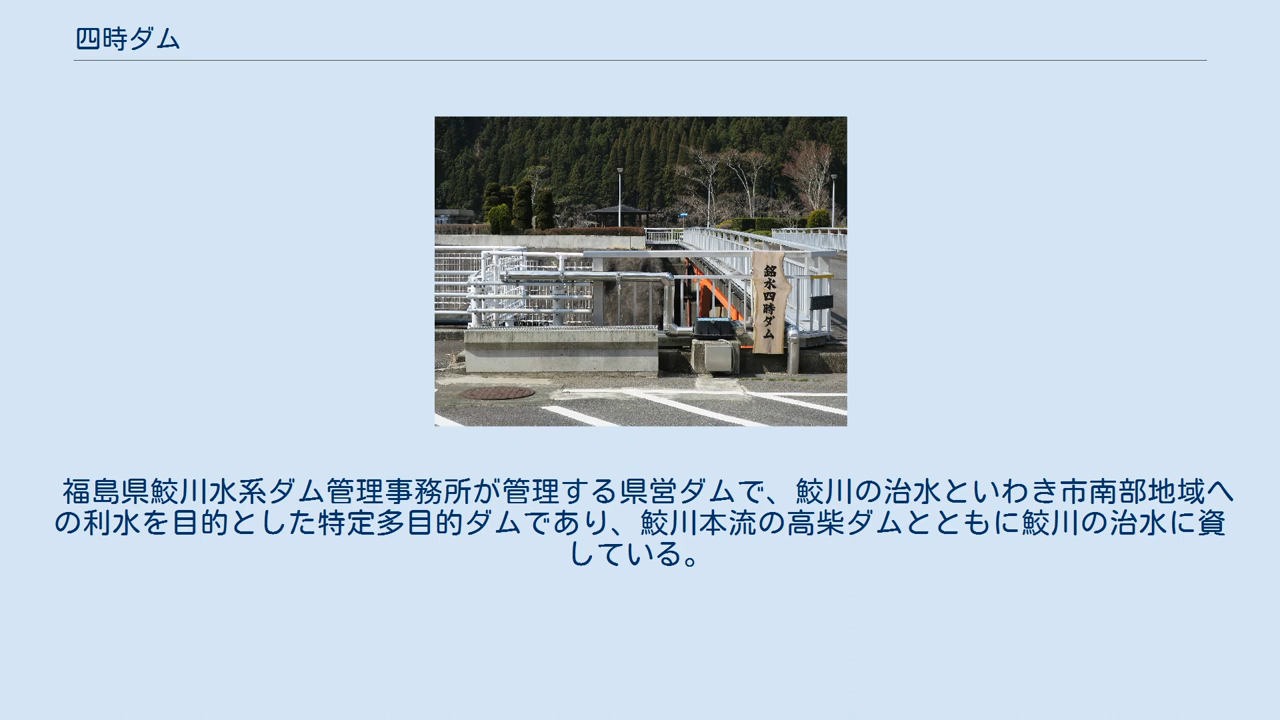 四時ダム
銘水四時ダム
福島県鮫川水系ダム管理事務所が管理する県営ダムで、鮫川の治水といわき市南部地域へ
の利水を目的とした特定多目的ダムであり、鮫川本流の高柴ダムとともに鮫川の治水に資
している。